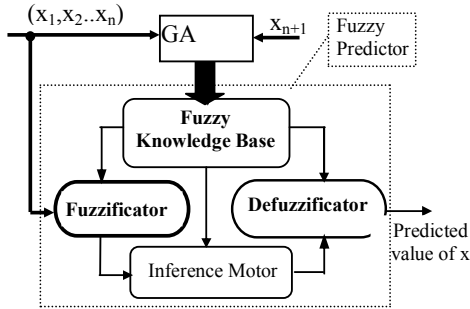 (x₁,x₂..xₙ)
GA
xₙ₊₁
Fuzzy
Predictor
Fuzzy
Knowledge Base
Fuzzificator
Defuzzificator
Inference Motor
Predicted
value of x